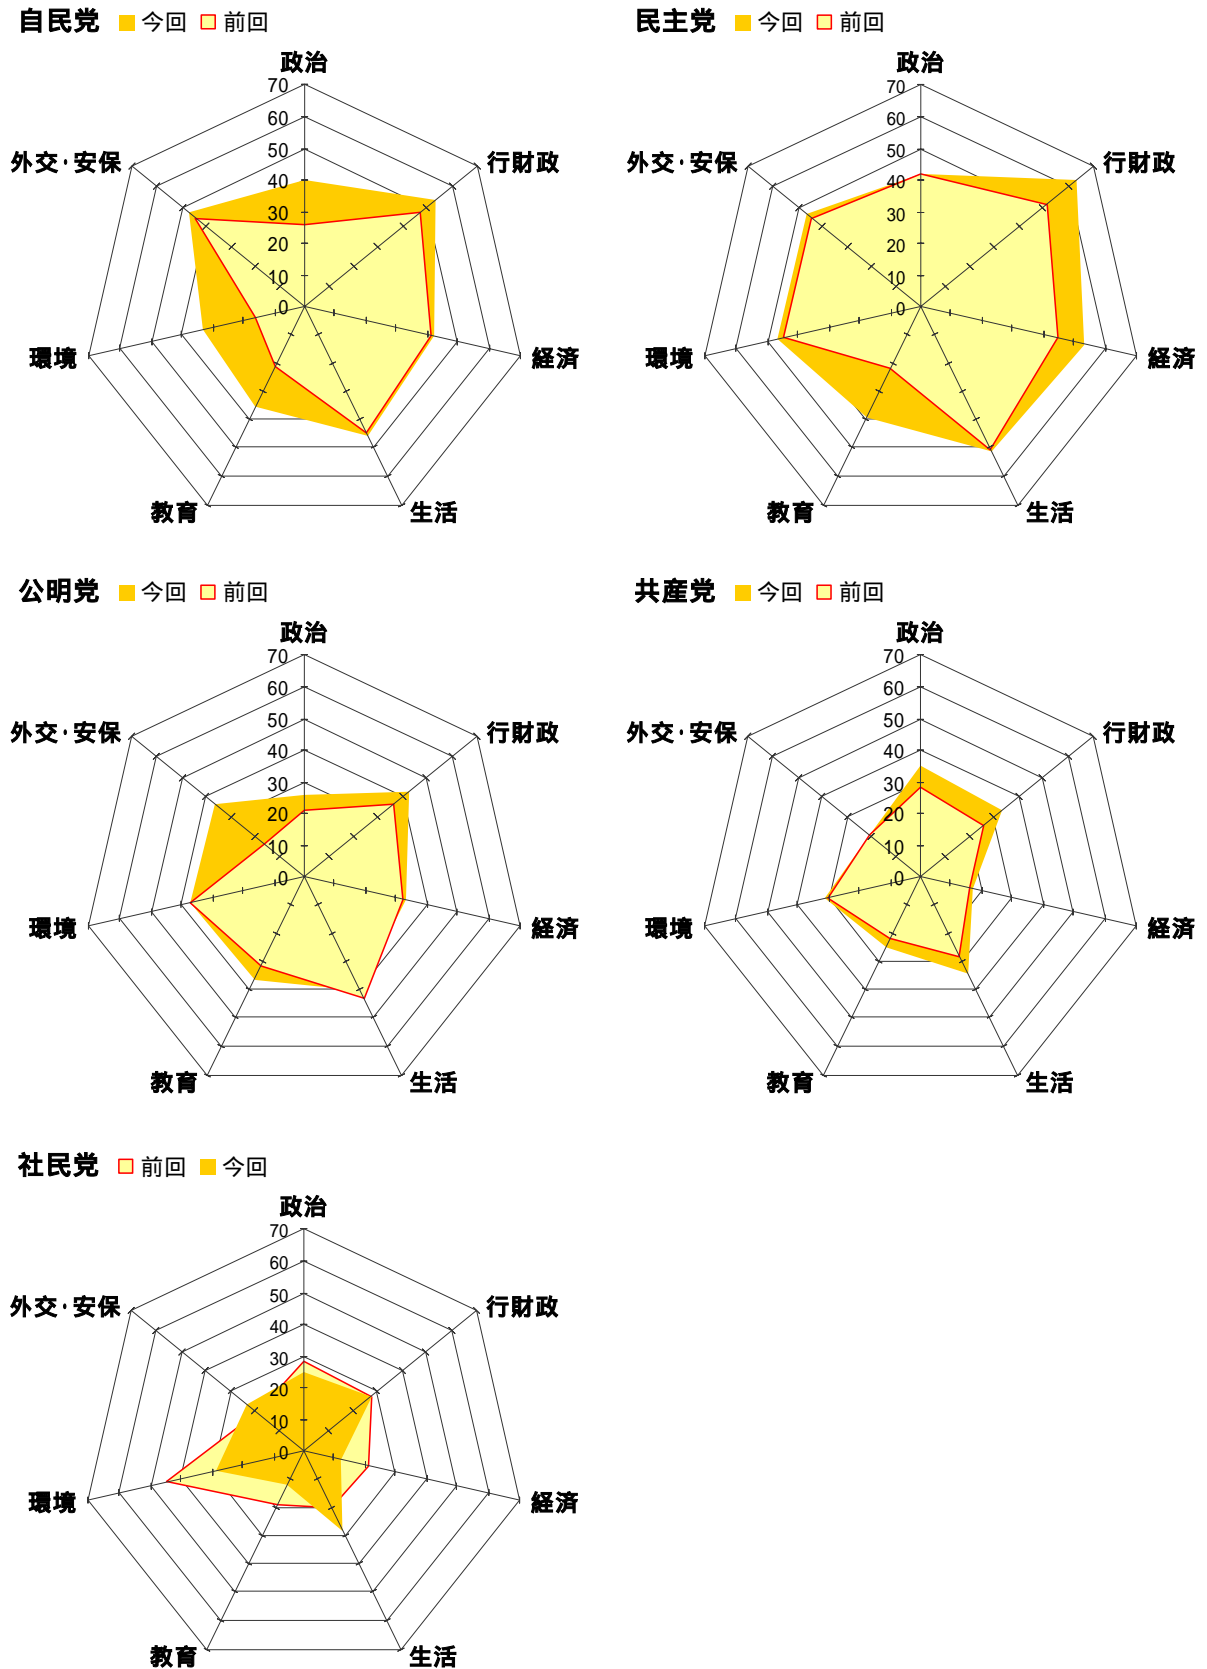 自民党 今回 前回
政治
70
60
50
40
30
20
10
0
外交・安保
行財政
環境
経済
教育
生活
民主党 今回 前回
政治
70
60
50
40
30
20
10
0
外交・安保
行財政
環境
経済
教育
生活
公明党 今回 前回
政治
70
60
50
40
30
20
10
0
外交・安保
行財政
環境
経済
教育
生活
共産党 今回 前回
政治
70
60
50
40
30
20
10
0
外交・安保
行財政
環境
経済
教育
生活
社民党 前回 今回
政治
70
60
50
40
30
20
10
0
外交・安保
行財政
環境
経済
教育
生活